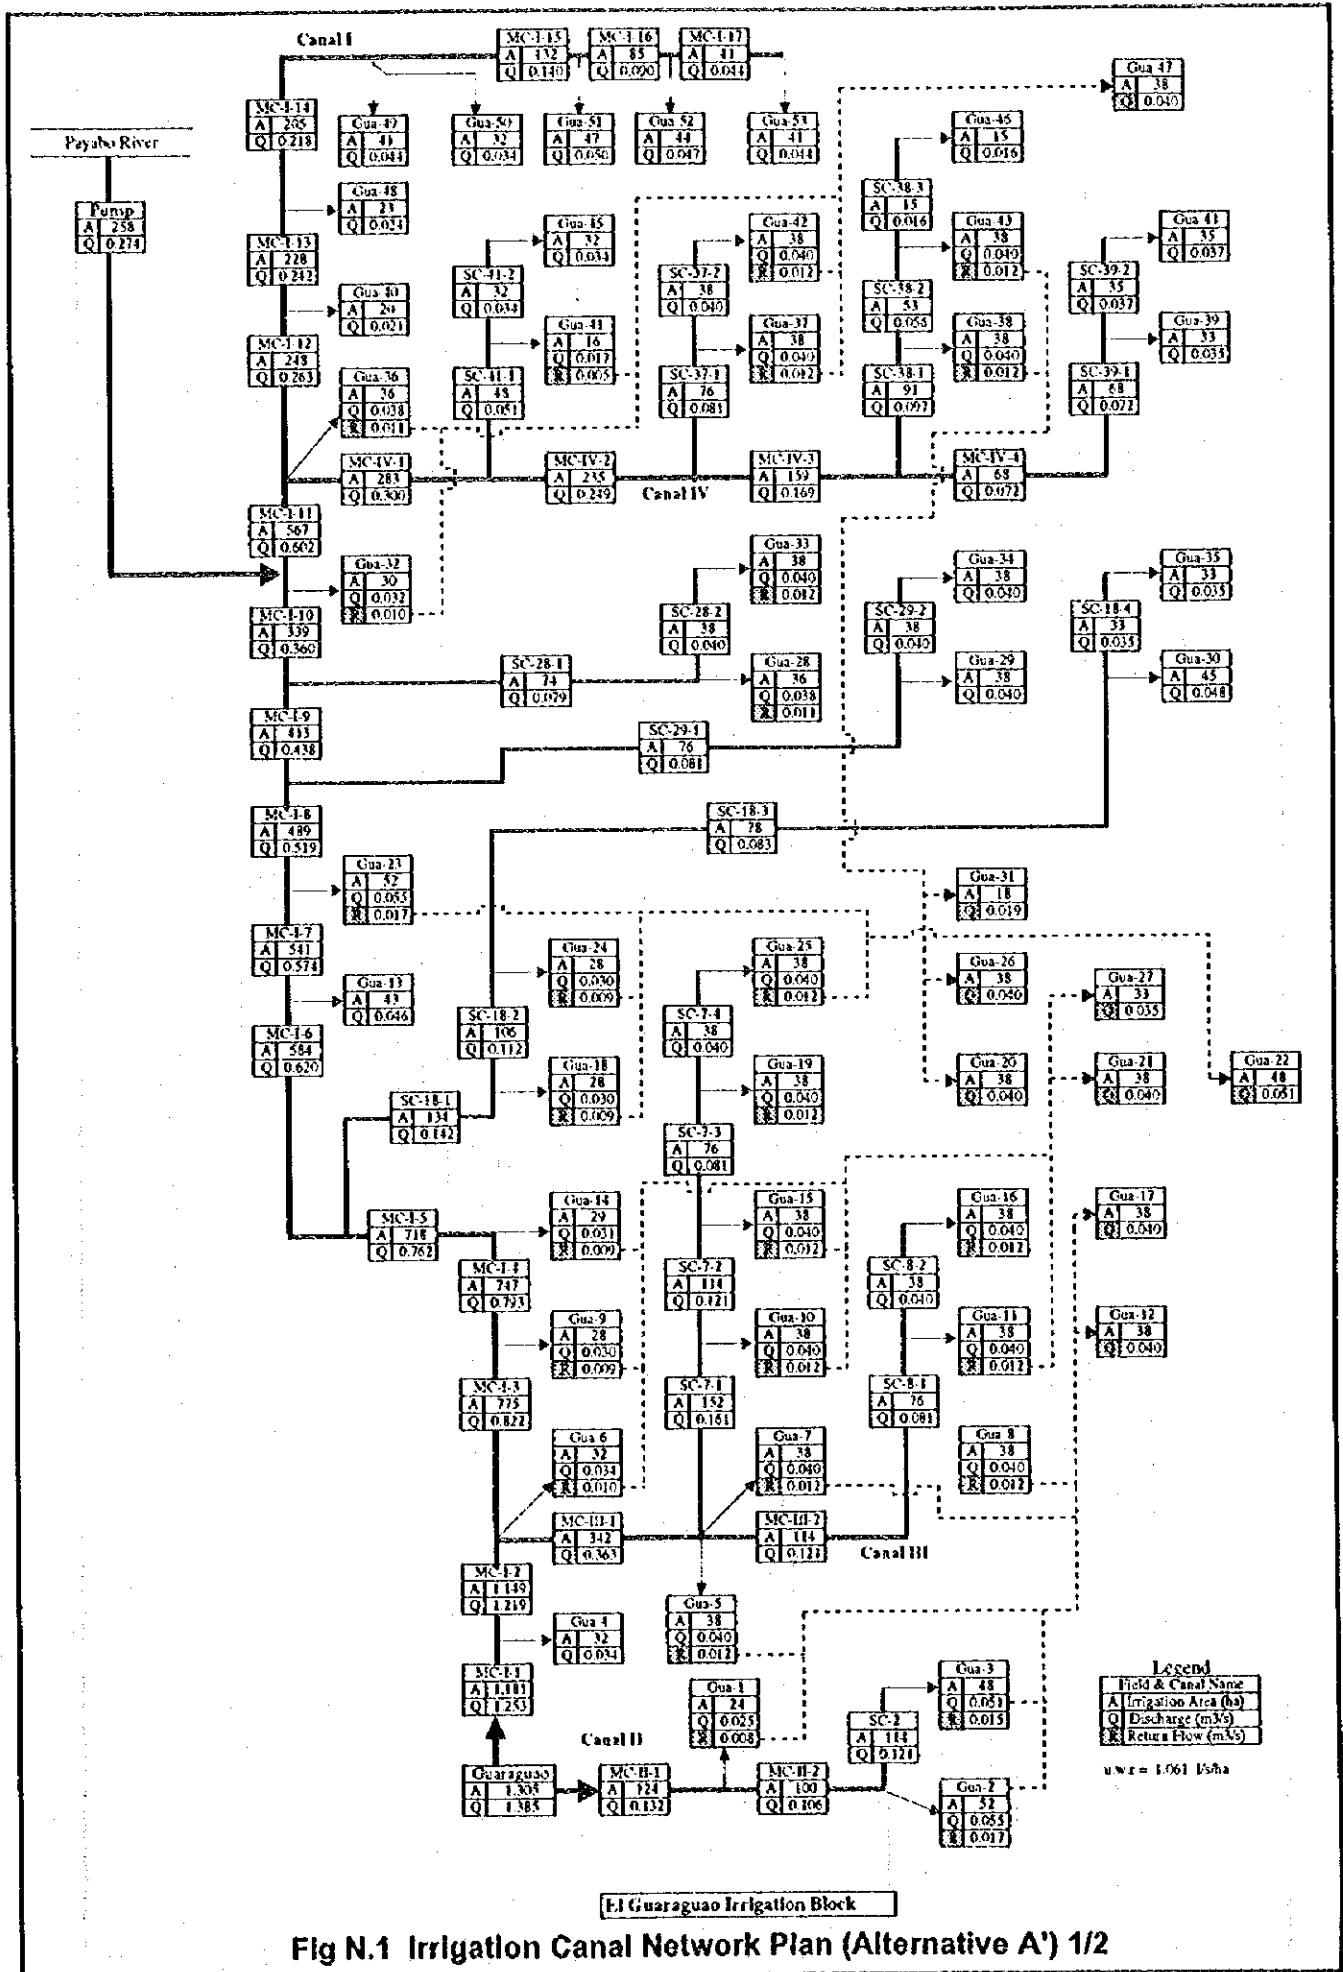 Canal I
MC-I-15
A 132
Q 0.140
MC-I-16
A 85
Q 0.090
MC-I-17
A 41
Q 0.044
Gua-47
A 38
Q 0.040
MC-I-14
A 205
Q 0.218
Payabo River
Gua-49
A 41
Q 0.044
Gua-50
A 32
Q 0.034
Gua-51
A 47
Q 0.050
Gua-52
A 44
Q 0.047
Gua-53
A 41
Q 0.044
Gua-46
A 15
Q 0.016
Pump
A 258
Q 0.274
Gua-48
A 23
Q 0.024
SC-38-3
A 15
Q 0.016
MC-I-13
A 228
Q 0.242
Gua-45
A 32
Q 0.034
Gua-42
A 38
Q 0.040
R 0.012
Gua-43
A 38
Q 0.040
R 0.012
Gua-44
A 35
Q 0.037
SC-41-2
A 32
Q 0.034
SC-37-2
A 38
Q 0.040
SC-38-2
A 53
Q 0.056
SC-39-2
A 35
Q 0.037
Gua-40
A 20
Q 0.021
Gua-41
A 16
Q 0.017
R 0.005
Gua-37
A 38
Q 0.040
R 0.012
Gua-38
A 38
Q 0.040
R 0.012
Gua-39
A 33
Q 0.035
MC-I-12
A 248
Q 0.263
Gua-36
A 36
Q 0.038
R 0.011
SC-41-1
A 48
Q 0.051
SC-37-1
A 76
Q 0.081
SC-38-1
A 91
Q 0.097
SC-39-1
A 68
Q 0.072
MC-IV-1
A 283
Q 0.300
MC-IV-2
A 235
Q 0.249
Canal IV
MC-IV-3
A 159
Q 0.169
MC-IV-4
A 68
Q 0.072
MC-I-11
A 567
Q 0.602
Gua-32
A 30
Q 0.032
R 0.010
Gua-33
A 38
Q 0.040
R 0.012
Gua-34
A 38
Q 0.040
Gua-35
A 33
Q 0.035
MC-I-10
A 339
Q 0.360
SC-28-2
A 38
Q 0.040
SC-29-2
A 38
Q 0.040
SC-18-4
A 33
Q 0.035
SC-28-1
A 74
Q 0.079
Gua-28
A 36
Q 0.038
R 0.011
Gua-29
A 38
Q 0.040
Gua-30
A 45
Q 0.048
MC-I-9
A 413
Q 0.438
SC-29-1
A 76
Q 0.081
MC-I-8
A 489
Q 0.519
SC-18-3
A 78
Q 0.083
Gua-23
A 52
Q 0.055
R 0.017
Gua-31
A 18
Q 0.019
MC-I-7
A 541
Q 0.574
Gua-24
A 28
Q 0.030
R 0.009
Gua-25
A 38
Q 0.040
R 0.012
Gua-26
A 38
Q 0.040
Gua-27
A 33
Q 0.035
Gua-13
A 43
Q 0.046
SC-18-2
A 106
Q 0.112
SC-7-4
A 38
Q 0.040
MC-I-6
A 584
Q 0.620
Gua-18
A 28
Q 0.030
R 0.009
Gua-19
A 38
Q 0.040
R 0.012
Gua-20
A 38
Q 0.040
Gua-21
A 38
Q 0.040
Gua-22
A 48
Q 0.051
SC-18-1
A 134
Q 0.142
SC-7-3
A 76
Q 0.081
MC-I-5
A 718
Q 0.762
Gua-14
A 29
Q 0.031
R 0.009
Gua-15
A 38
Q 0.040
R 0.012
Gua-16
A 38
Q 0.040
R 0.012
Gua-17
A 38
Q 0.040
MC-I-4
A 747
Q 0.793
SC-7-2
A 114
Q 0.121
SC-8-2
A 38
Q 0.040
Gua-9
A 28
Q 0.030
R 0.009
Gua-10
A 38
Q 0.040
R 0.012
Gua-11
A 38
Q 0.040
R 0.012
Gua-12
A 38
Q 0.040
MC-I-3
A 775
Q 0.822
SC-7-1
A 152
Q 0.161
SC-8-1
A 76
Q 0.081
Gua 6
A 32
Q 0.034
R 0.010
Gua-7
A 38
Q 0.040
R 0.012
Gua 8
A 38
Q 0.040
R 0.012
MC-III-1
A 342
Q 0.363
MC-III-2
A 114
Q 0.121
Canal III
MC-I-2
A 1.149
Q 1.219
Gua 4
A 32
Q 0.034
Gua-5
A 38
Q 0.040
R 0.012
MC-I-1
A 1,181
Q 1.253
Gua-1
A 24
Q 0.025
R 0.008
Gua-3
A 48
Q 0.051
R 0.015
SC-2
A 114
Q 0.121
Legend
Field & Canal Name
A Irrigation Area (ha)
Q Discharge (m3/s)
R Return Flow (m3/s)
u.w.r = 1.061 l/s/ha
Canal II
Guaraguao
A 1.305
Q 1.385
MC-II-1
A 124
Q 0.132
MC-II-2
A 100
Q 0.106
Gua-2
A 52
Q 0.055
R 0.017
El Guaraguao Irrigation Block
Fig N.1 Irrigation Canal Network Plan (Alternative A') 1/2